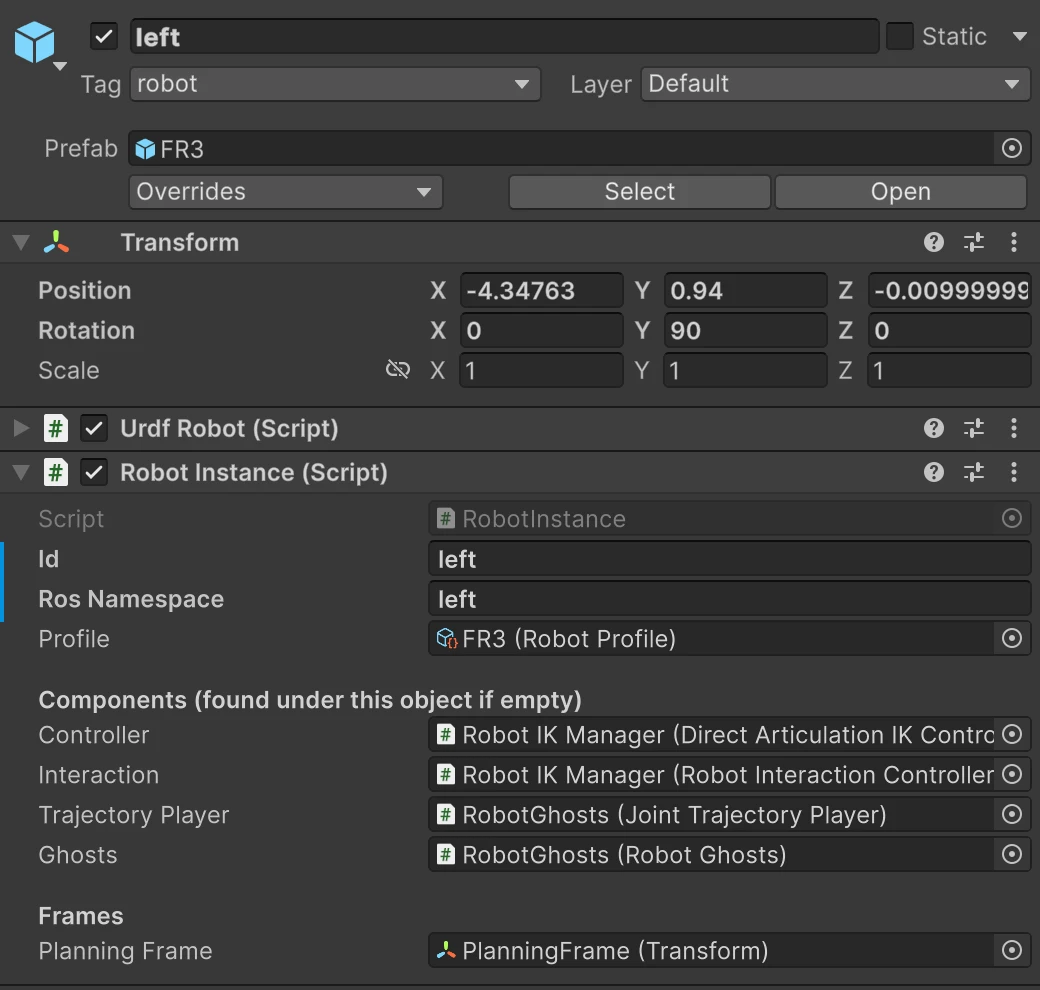 left
Static
Tag robot Layer Default
Prefab FR3
Overrides Select Open
Transform
Position X -4.34763 Y 0.94 Z -0.00999999
Rotation X 0 Y 90 Z 0
Scale X 1 Y 1 Z 1
# Urdf Robot (Script)
# Robot Instance (Script)
Script # RobotInstance
Id left
Ros Namespace left
Profile FR3 (Robot Profile)
Components (found under this object if empty)
Controller # Robot IK Manager (Direct Articulation IK Contro
Interaction # Robot IK Manager (Robot Interaction Controller
Trajectory Player # RobotGhosts (Joint Trajectory Player)
Ghosts # RobotGhosts (Robot Ghosts)
Frames
Planning Frame PlanningFrame (Transform)